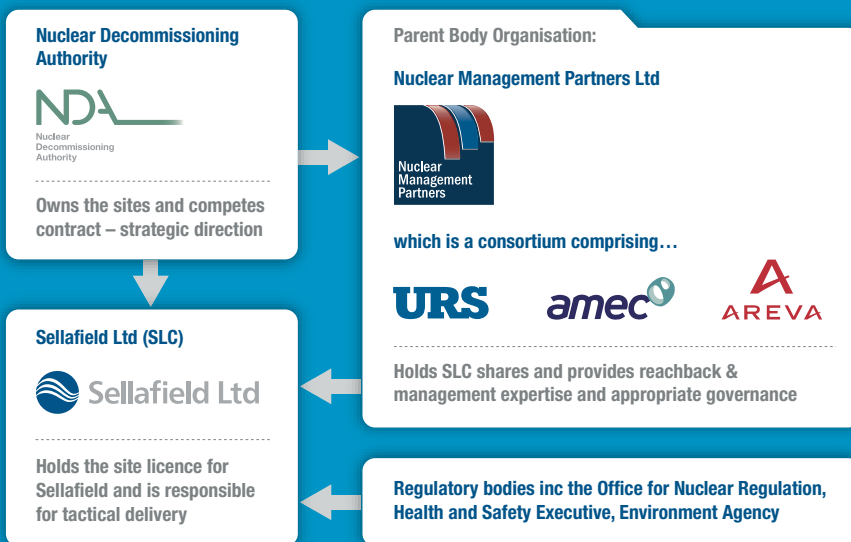 Nuclear Decommissioning
Authority
NDA
Nuclear
Decommissioning
Authority
Owns the sites and competes
contract – strategic direction
Parent Body Organisation:
Nuclear Management Partners Ltd
Nuclear
Management
Partners
which is a consortium comprising…
URS
amec
AREVA
Holds SLC shares and provides reachback &
management expertise and appropriate governance
Sellafield Ltd (SLC)
Sellafield Ltd
Holds the site licence for
Sellafield and is responsible
for tactical delivery
Regulatory bodies inc the Office for Nuclear Regulation,
Health and Safety Executive, Environment Agency